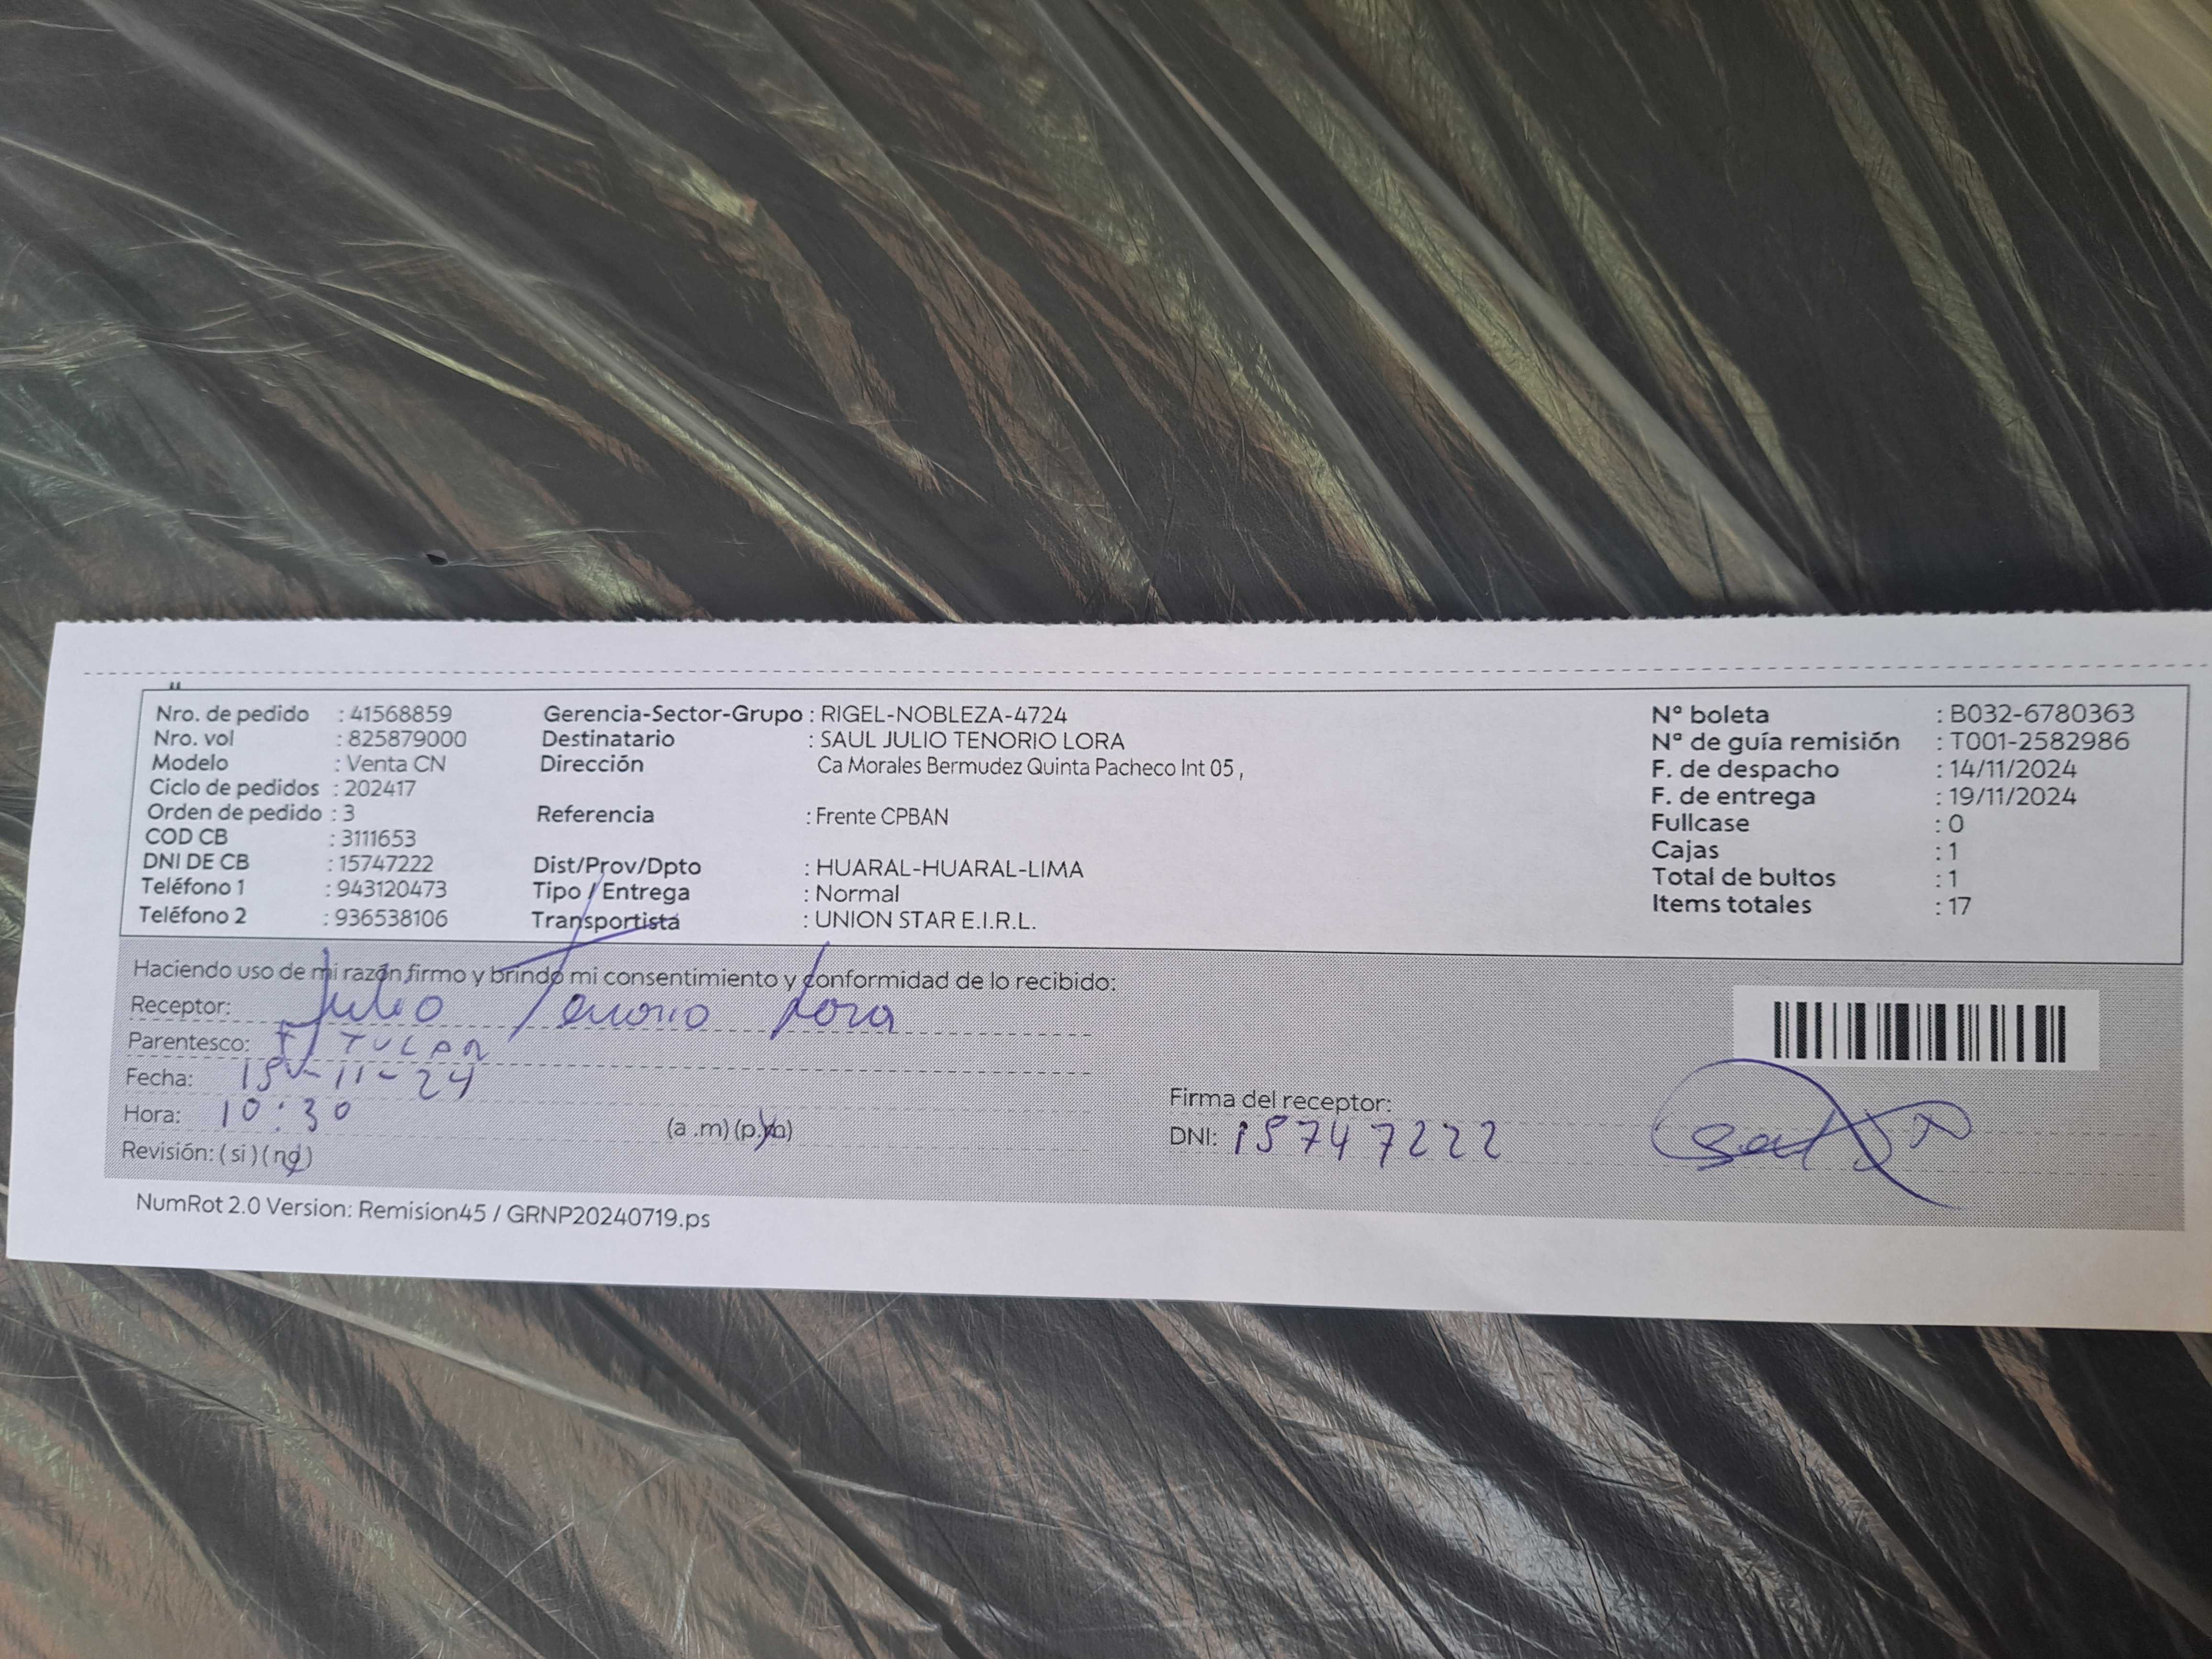 Nro. de pedido : 41568859
Nro. vol : 825879000
Modelo : Venta CN
Ciclo de pedidos : 202417
Orden de pedido : 3
COD CB : 3111653
DNI DE CB : 15747222
Teléfono 1 : 943120473
Teléfono 2 : 936538106
Gerencia-Sector-Grupo : RIGEL-NOBLEZA-4724
Destinatario : SAUL JULIO TENORIO LORA
Dirección Ca Morales Bermudez Quinta Pacheco Int 05 ,
Referencia : Frente CPBAN
Dist/Prov/Dpto : HUARAL-HUARAL-LIMA
Tipo / Entrega : Normal
Transportista : UNION STAR E.I.R.L.
Nº boleta : B032-6780363
Nº de guía remisión : T001-2582986
F. de despacho : 14/11/2024
F. de entrega : 19/11/2024
Fullcase : 0
Cajas : 1
Total de bultos : 1
Items totales : 17
Haciendo uso de mi razón,firmo y brindo mi consentimiento y conformidad de lo recibido:
Receptor: Julio Tenorio Lora
Parentesco: TITULAR
Fecha: -11-24
Hora: 10:30 (a .m) (p.m)
Revisión: ( si ) ( no )
Firma del receptor:
DNI: 15747222
NumRot 2.0 Version: Remision45 / GRNP20240719.ps